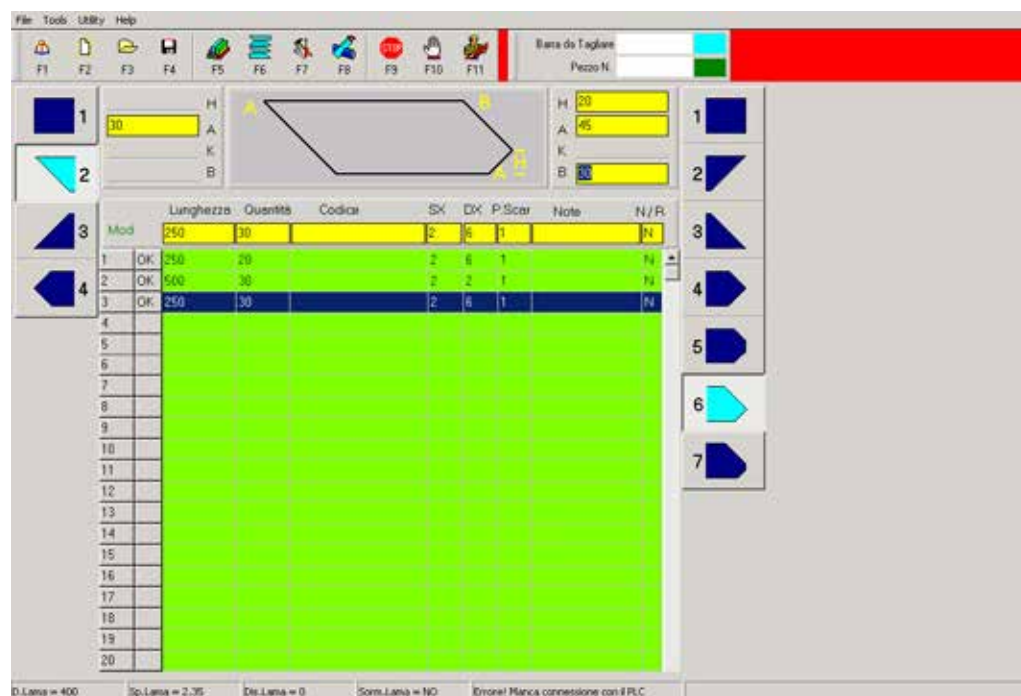 File Tools Utility Help
STOP
F1 F2 F3 F4 F5 F6 F7 F8 F9 F10 F11
Barra da Tagliare
Pezzo N.
1
2
3
4
30
H
A
K
B
A
B
A
H
H 20
A 45
K
B 30
1
2
3
4
5
6
7
Lunghezza Quantità Codice SX DX P.Scar Note N/R
Mod 250 30 2 6 1 N
1 OK 250 20 2 6 1 N
2 OK 500 30 2 2 1 N
3 OK 250 30 2 6 1 N
4
5
6
7
8
9
10
11
12
13
14
15
16
17
18
19
20
D.Lama = 400 Sp.Lama = 2.35 Dis.Lama = 0 Sorm.Lama = NO Errore! Manca connessione con il PLC